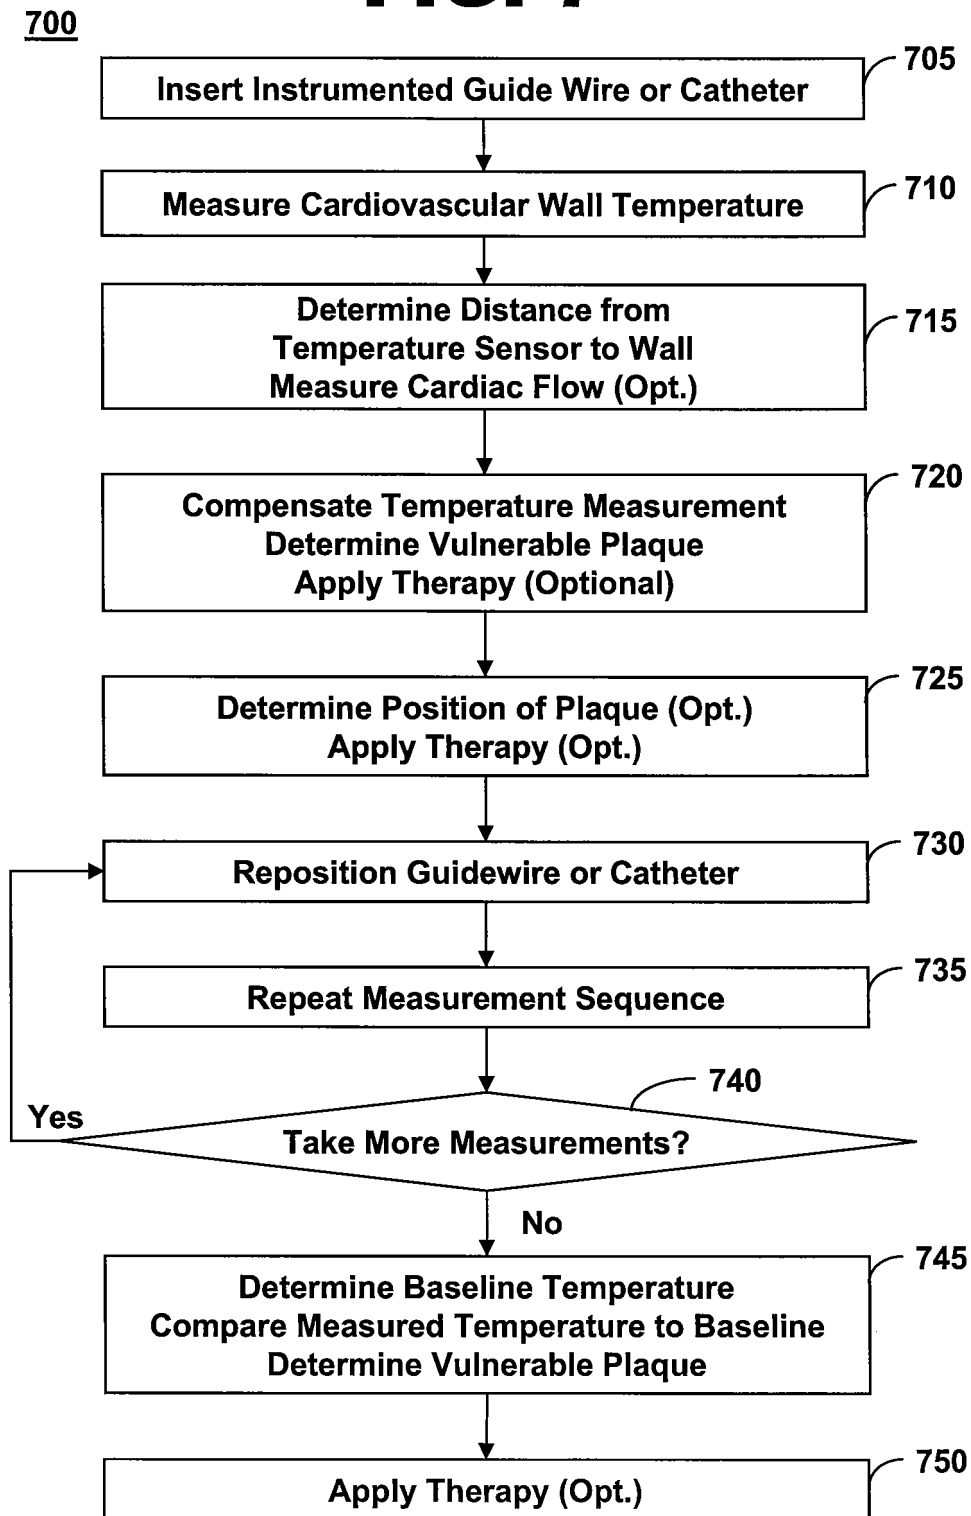 700
705
Insert Instrumented Guide Wire or Catheter
710
Measure Cardiovascular Wall Temperature
Determine Distance from
715
Temperature Sensor to Wall
Measure Cardiac Flow (Opt.)
720
Compensate Temperature Measurement
Determine Vulnerable Plaque
Apply Therapy (Optional)
725
Determine Position of Plaque (Opt.)
Apply Therapy (Opt.)
730
Reposition Guidewire or Catheter
735
Repeat Measurement Sequence
740
Yes
Take More Measurements?
No
745
Determine Baseline Temperature
Compare Measured Temperature to Baseline
Determine Vulnerable Plaque
750
Apply Therapy (Opt.)